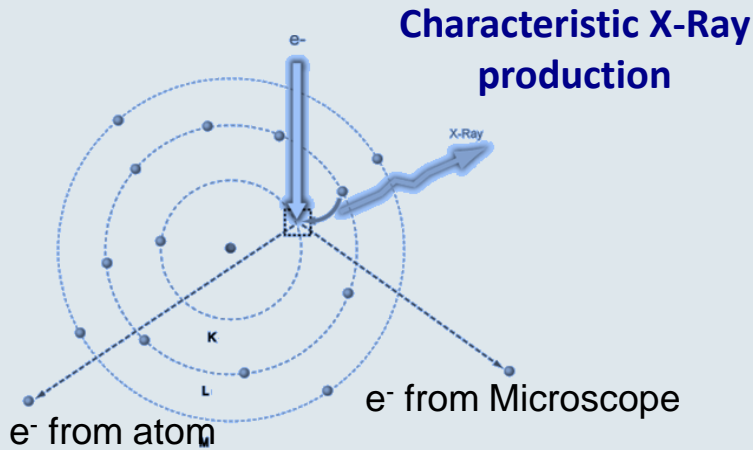 Characteristic X-Ray
production
e-
X-Ray
K
L
e⁻ from Microscope
e⁻ from atom
M